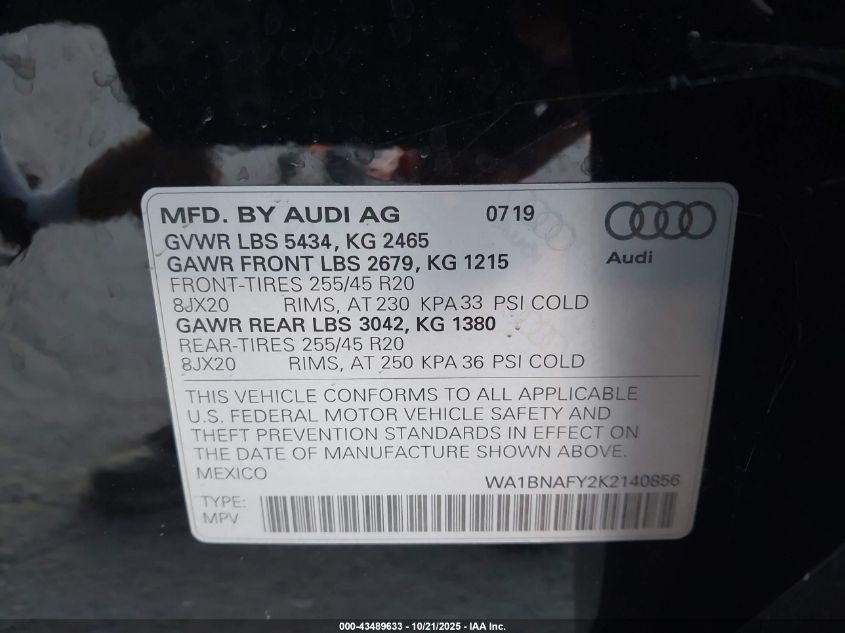 MFD. BY AUDI AG 0719
GVWR LBS 5434, KG 2465
Audi
GAWR FRONT LBS 2679, KG 1215
FRONT-TIRES 255/45 R20
8JX20 RIMS, AT 230 KPA 33 PSI COLD
GAWR REAR LBS 3042, KG 1380
REAR-TIRES 255/45 R20
8JX20 RIMS, AT 250 KPA 36 PSI COLD
THIS VEHICLE CONFORMS TO ALL APPLICABLE
U.S. FEDERAL MOTOR VEHICLE SAFETY AND
THEFT PREVENTION STANDARDS IN EFFECT ON
THE DATE OF MANUFACTURE SHOWN ABOVE.
MEXICO WA1BNAFY2K2140856
TYPE:
MPV
000-43489633 - 10/21/2025 - IAA Inc.